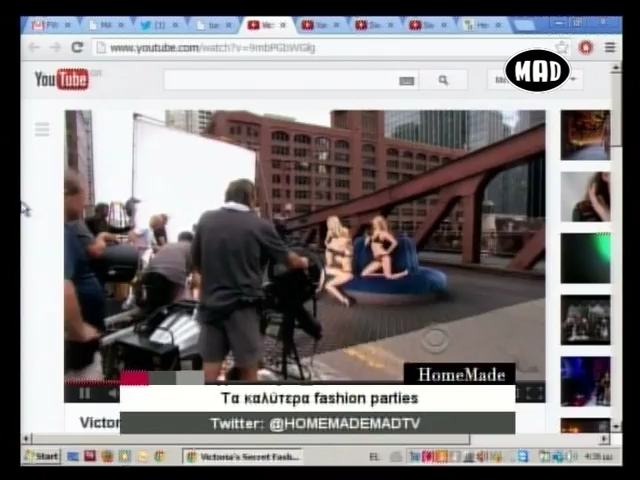 www.youtube.com/watch?v=9mbPGbWGlg
MAD
YouTube
HomeMade
Τα καλύτερα fashion parties
Victor
Twitter: @HOMEMADEMADTV
Start
Victoria's Secret Fash...
EL